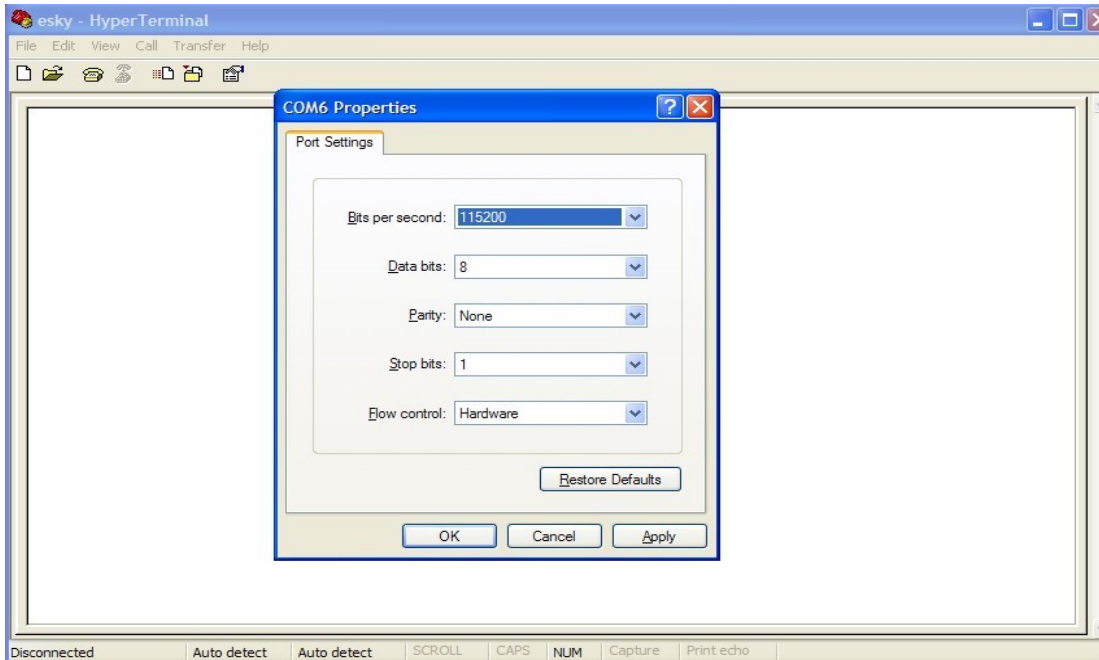 esky - HyperTerminal
File Edit View Call Transfer Help
COM6 Properties
Port Settings
Bits per second: 115200
Data bits: 8
Parity: None
Stop bits: 1
Flow control: Hardware
Restore Defaults
OK Cancel Apply
Disconnected Auto detect Auto detect SCROLL CAPS NUM Capture Print echo